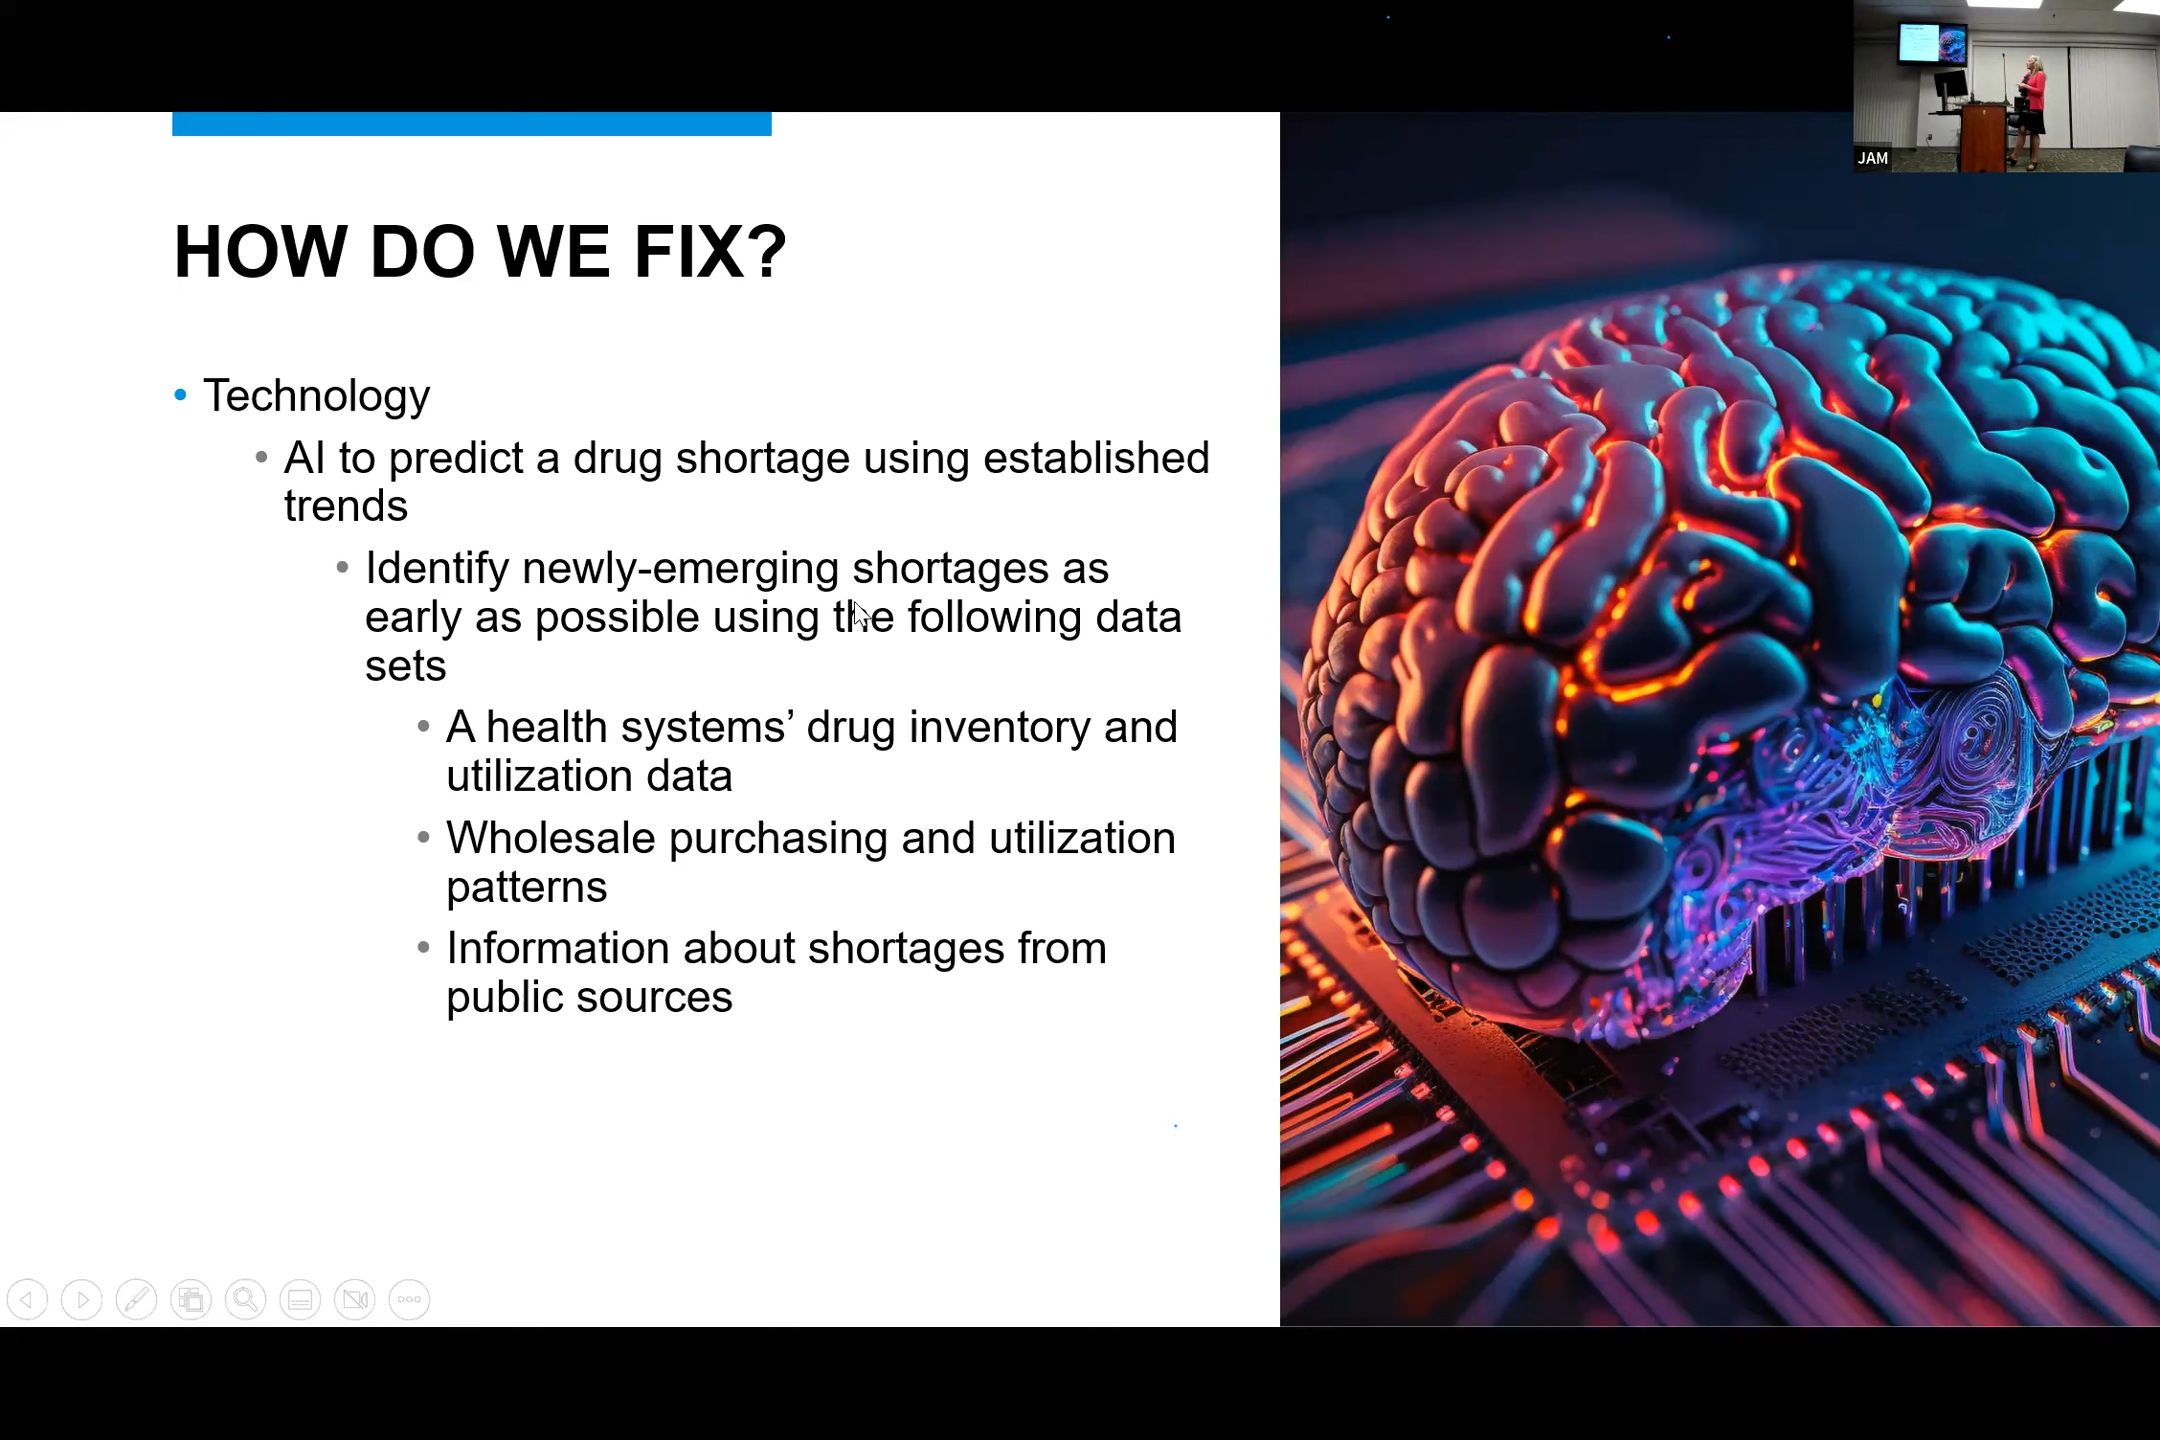 JAM
HOW DO WE FIX?
• Technology
• AI to predict a drug shortage using established
trends
• Identify newly-emerging shortages as
early as possible using the following data
sets
• A health systems’ drug inventory and
utilization data
• Wholesale purchasing and utilization
patterns
• Information about shortages from
public sources